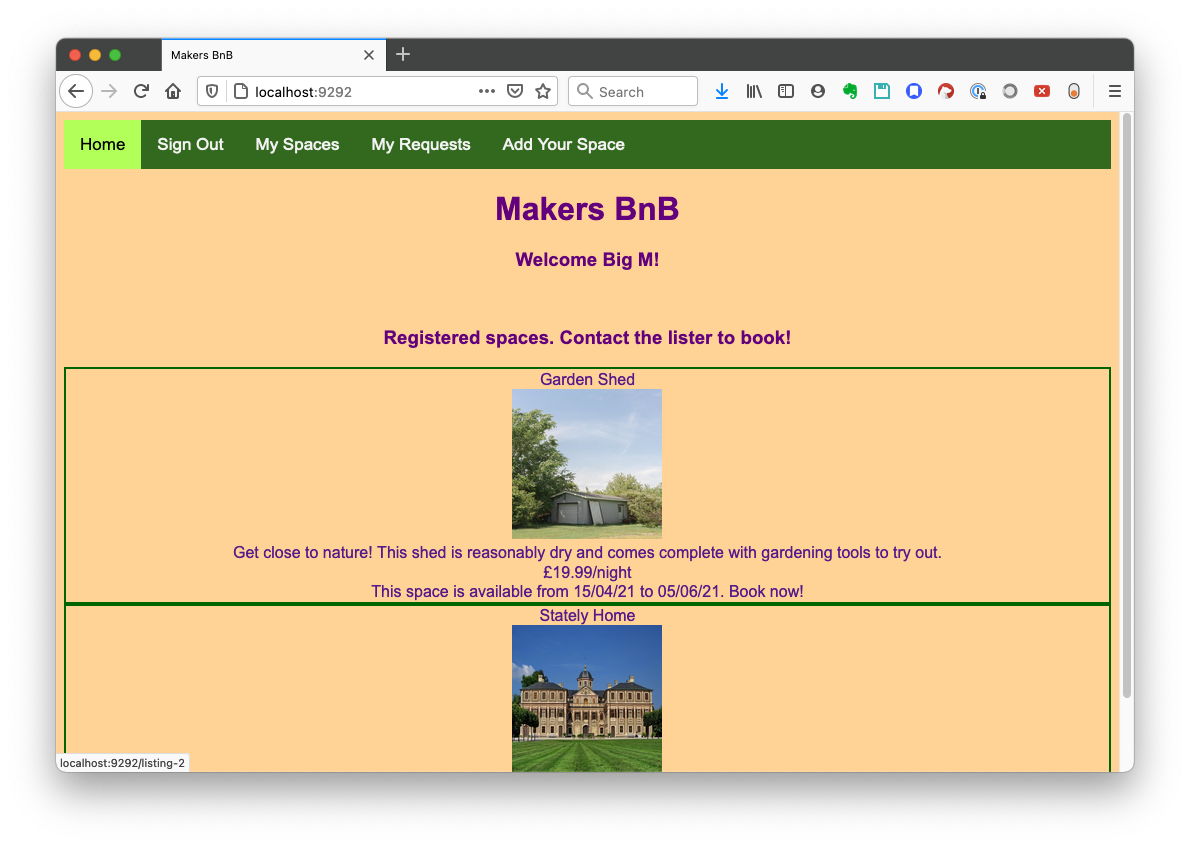 Makers BnB
localhost:9292
Search
Home Sign Out My Spaces My Requests Add Your Space
Makers BnB
Welcome Big M!
Registered spaces. Contact the lister to book!
Garden Shed
Get close to nature! This shed is reasonably dry and comes complete with gardening tools to try out.
£19.99/night
This space is available from 15/04/21 to 05/06/21. Book now!
Stately Home
localhost:9292/listing-2